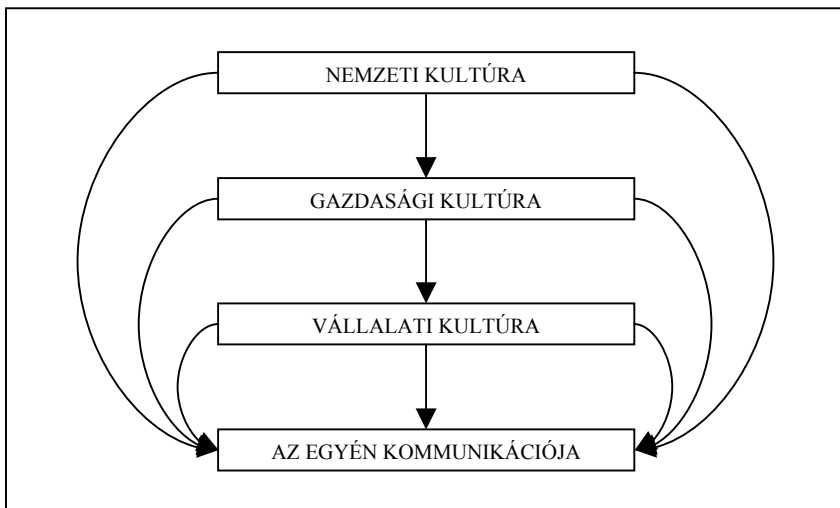 NEMZETI KULTÚRA
GAZDASÁGI KULTÚRA
VÁLLALATI KULTÚRA
AZ EGYÉN KOMMUNIKÁCIÓJA